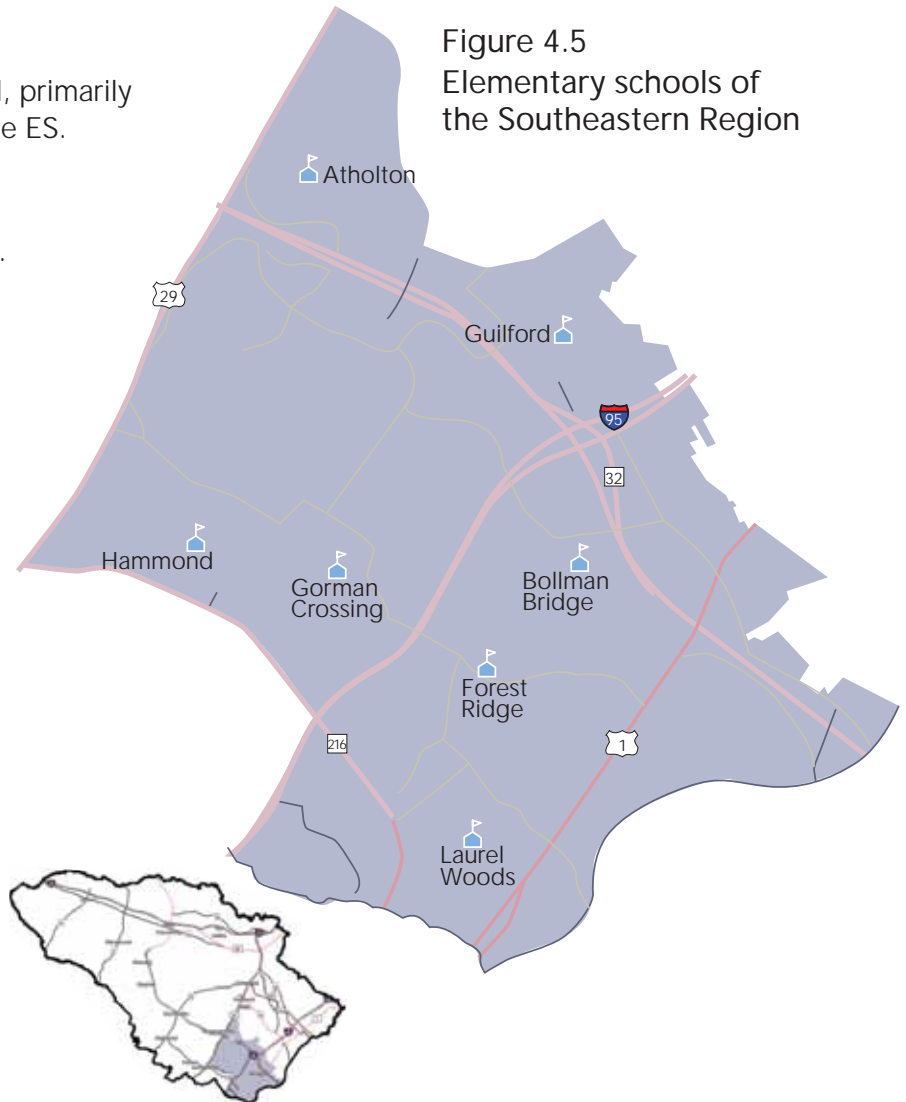 Figure 4.5
Elementary schools of
the Southeastern Region
, primarily
e ES.
.
Atholton
29
Guilford
95
32
Hammond
Gorman
Crossing
Bollman
Bridge
Forest
Ridge
216
1
Laurel
Woods